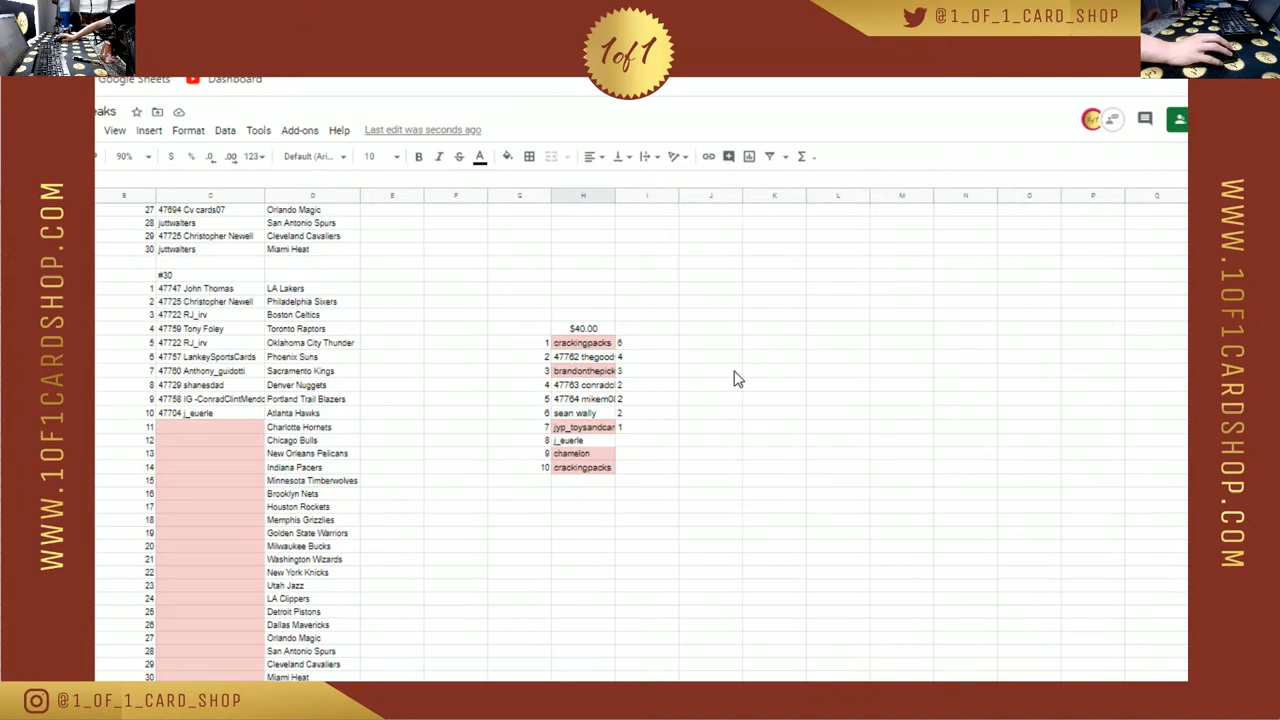 @1_OF_1_CARD_SHOP
1of1
WWW.1OF1CARDSHOP.COM
Google Sheets Dashboard
eaks
View Insert Format Data Tools Add-ons Help Last edit was seconds ago
90% $ % .0 .00 123 Default (Ari... 10 B I S A
B C D E F G H I J K L M N O P Q
27 47694 Cv cards07 Orlando Magic
28 juttwalters San Antonio Spurs
29 47725 Christopher Newell Cleveland Cavaliers
30 juttwalters Miami Heat
#30
1 47747 John Thomas LA Lakers
2 47725 Christopher Newell Philadelphia Sixers
3 47722 RJ_irv Boston Celtics
4 47759 Tony Foley Toronto Raptors $40.00
5 47722 RJ_irv Oklahoma City Thunder 1 crackingpacks 6
6 47757 LankeySportsCards Phoenix Suns 2 47762 thegood 4
7 47760 Anthony_guidotti Sacramento Kings 3 brandonthepick 3
8 47729 shanesdad Denver Nuggets 4 47763 conradcl 2
9 47758 IG -ConradClintMendo Portland Trail Blazers 5 47764 mikem08 2
10 47704 j_euerle Atlanta Hawks 6 sean wally 2
11 Charlotte Hornets 7 jyp_toysandcar 1
12 Chicago Bulls 8 j_euerle
13 New Orleans Pelicans 9 chamelon
14 Indiana Pacers 10 crackingpacks
15 Minnesota Timberwolves
16 Brooklyn Nets
17 Houston Rockets
18 Memphis Grizzlies
19 Golden State Warriors
20 Milwaukee Bucks
21 Washington Wizards
22 New York Knicks
23 Utah Jazz
24 LA Clippers
25 Detroit Pistons
26 Dallas Mavericks
27 Orlando Magic
28 San Antonio Spurs
29 Cleveland Cavaliers
30 Miami Heat
WWW.1OF1CARDSHOP.COM
@1_OF_1_CARD_SHOP